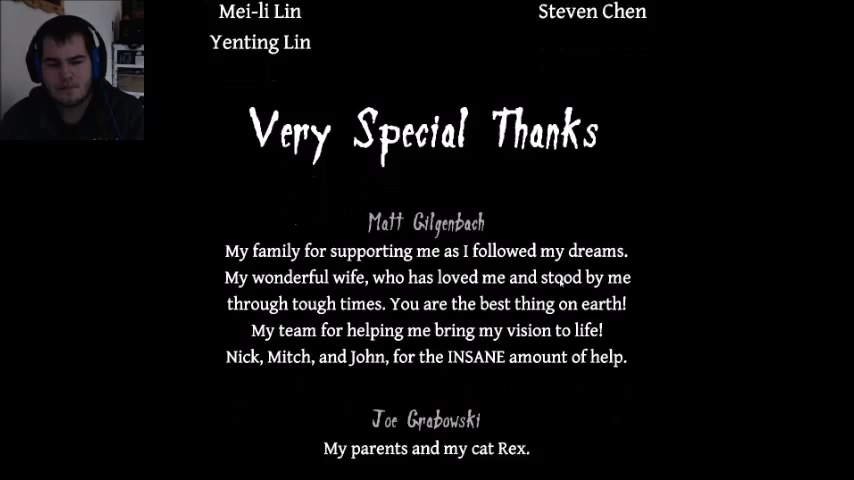 Mei-li Lin
Steven Chen
Yenting Lin
Very Special Thanks
Matt Gilgenbach
My family for supporting me as I followed my dreams.
My wonderful wife, who has loved me and stood by me
through tough times. You are the best thing on earth!
My team for helping me bring my vision to life!
Nick, Mitch, and John, for the INSANE amount of help.
Joe Grabowski
My parents and my cat Rex.